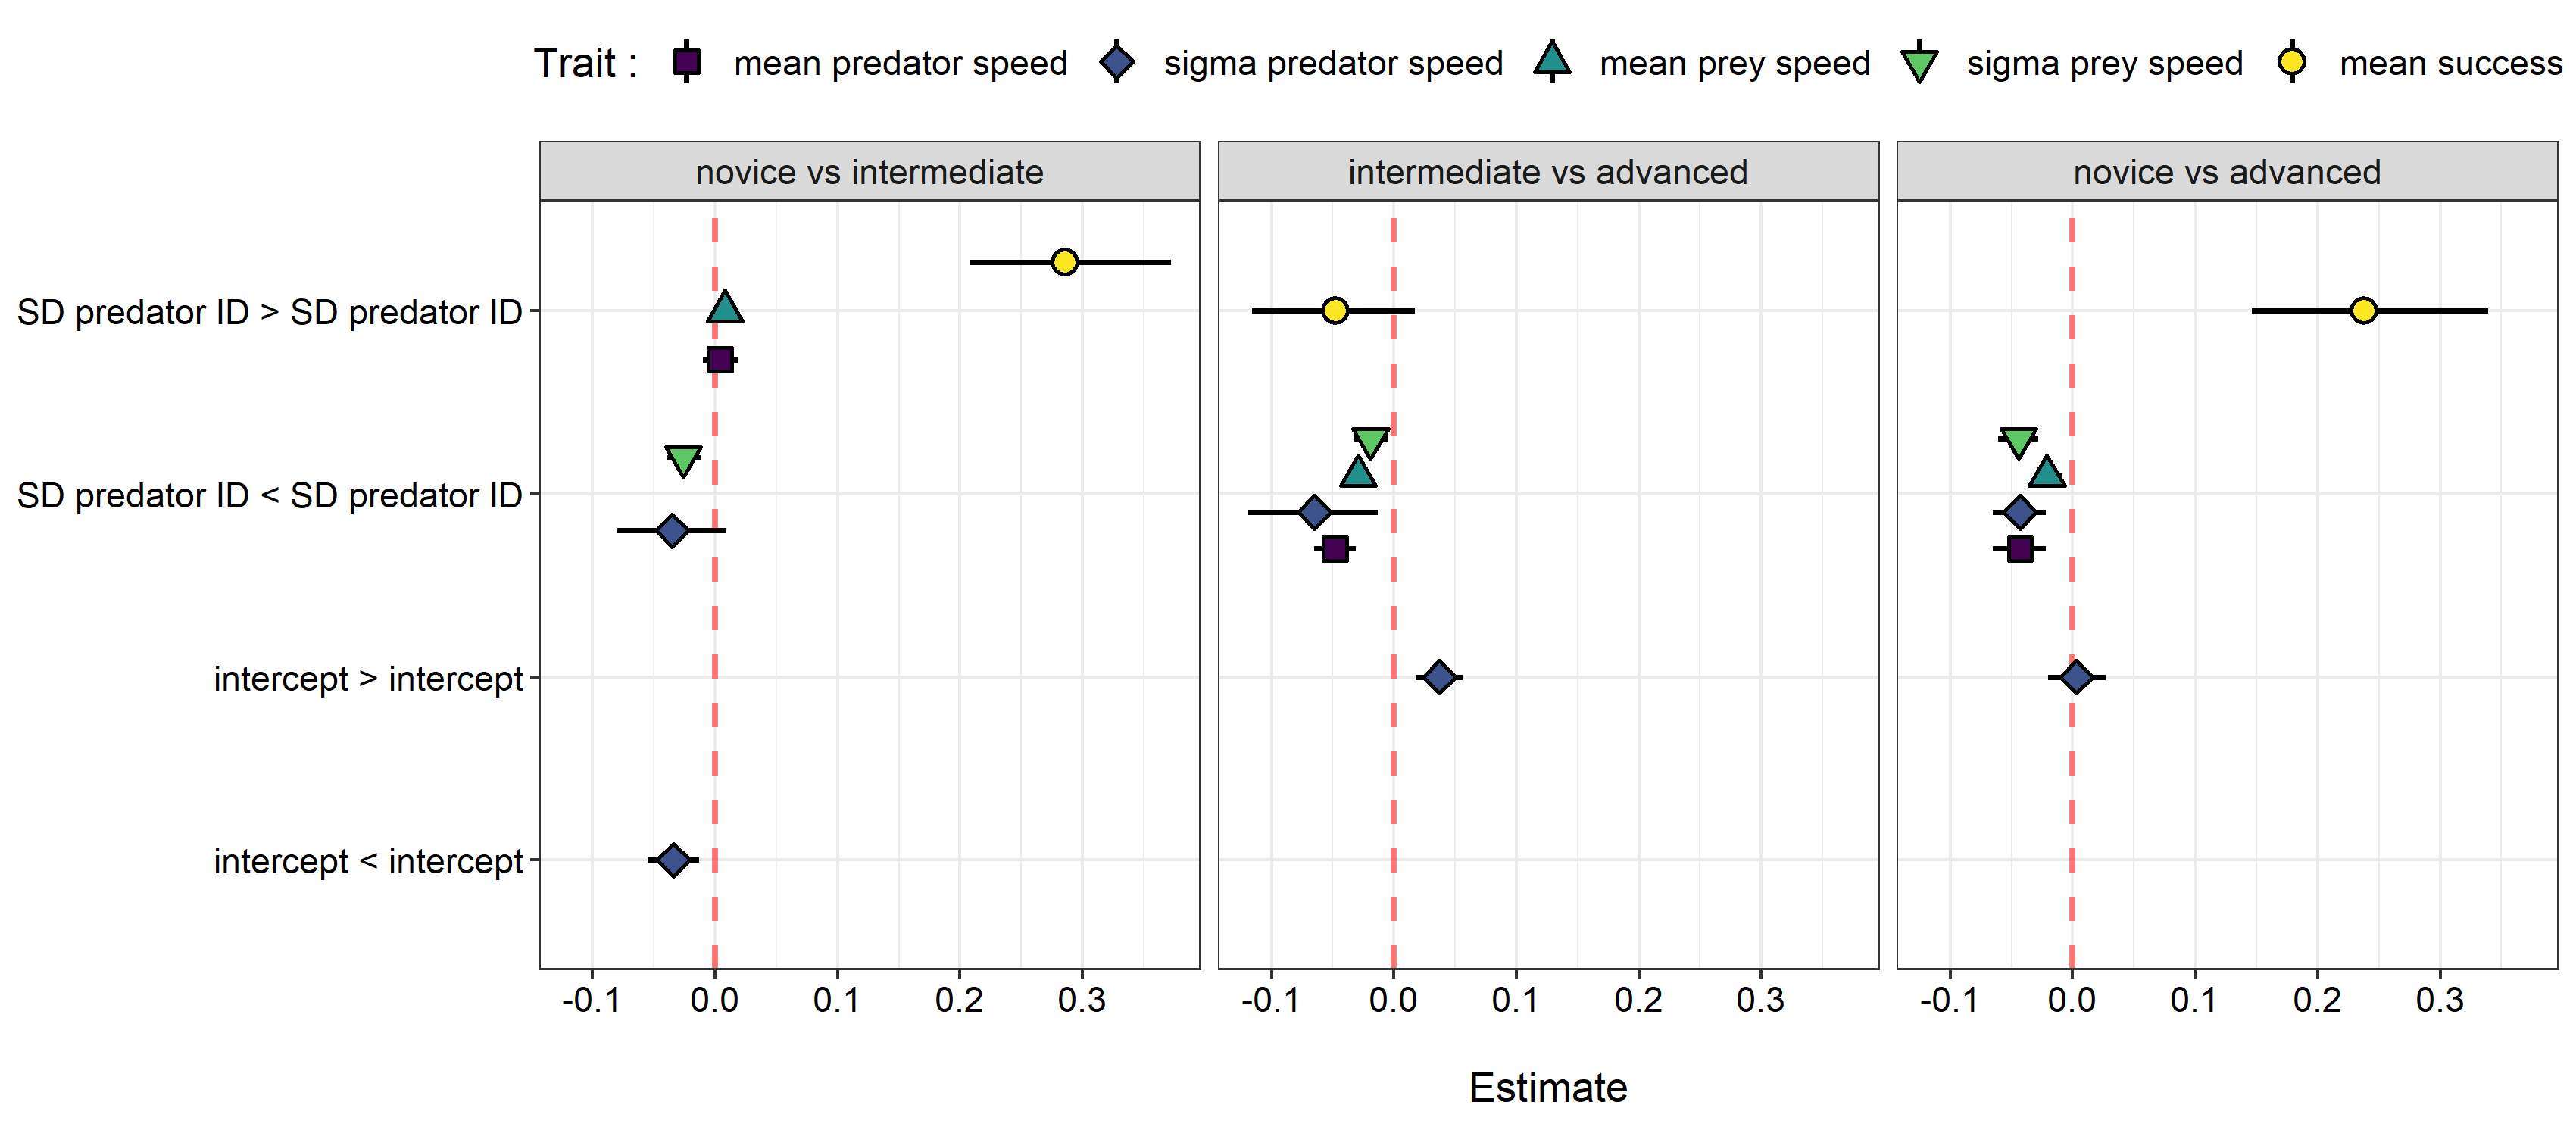 Trait : mean predator speed sigma predator speed mean prey speed sigma prey speed mean success
novice vs intermediate intermediate vs advanced novice vs advanced
SD predator ID > SD predator ID
SD predator ID < SD predator ID
intercept > intercept
intercept < intercept
-0.1 0.0 0.1 0.2 0.3 -0.1 0.0 0.1 0.2 0.3 -0.1 0.0 0.1 0.2 0.3
Estimate